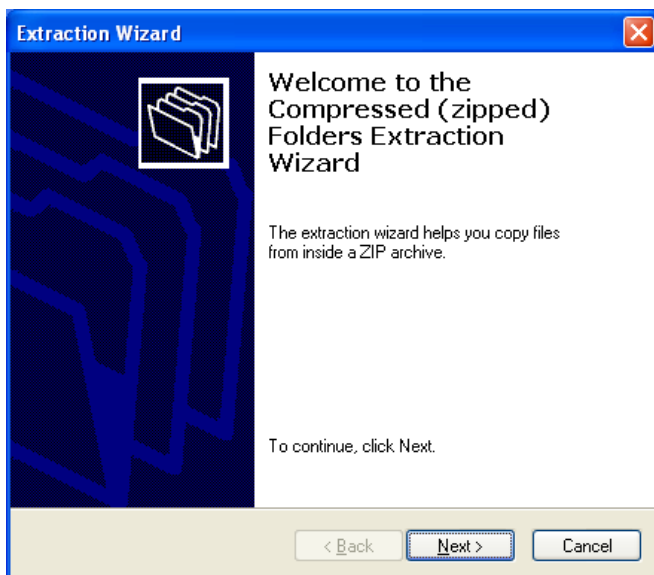 Extraction Wizard
Welcome to the
Compressed (zipped)
Folders Extraction
Wizard
The extraction wizard helps you copy files
from inside a ZIP archive.
To continue, click Next.
< Back
Next >
Cancel